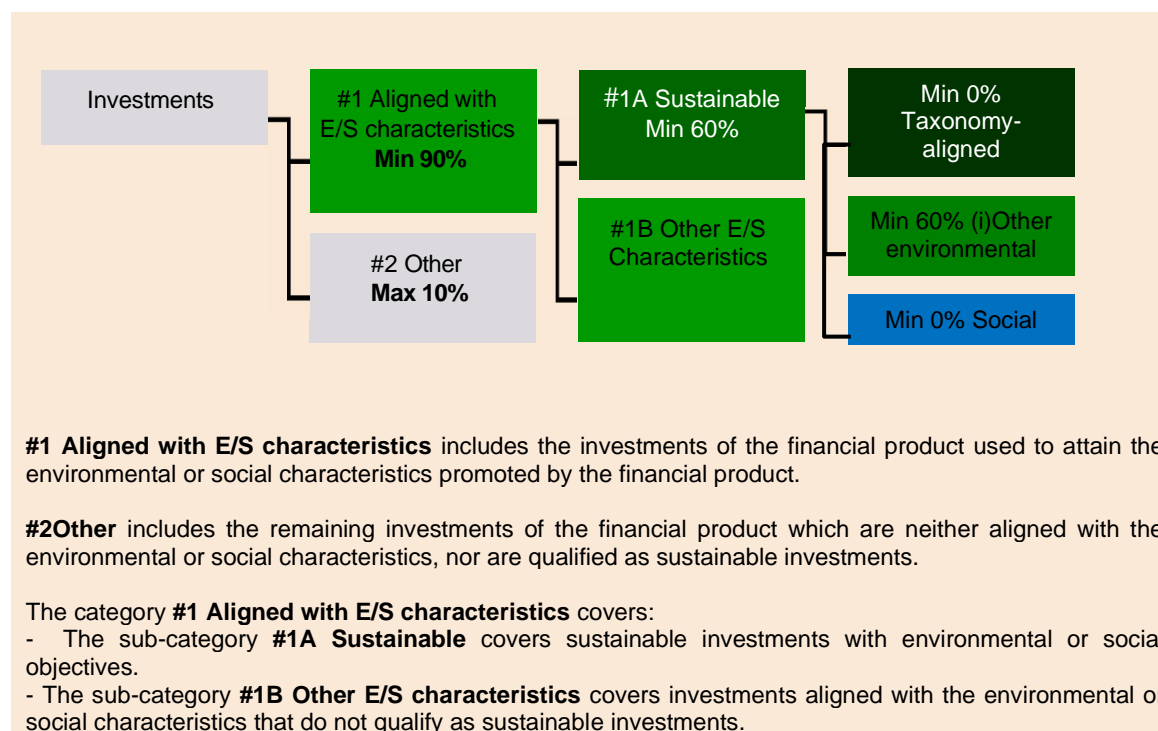 Investments
#1 Aligned with
E/S characteristics
Min 90%
#2 Other
Max 10%
#1A Sustainable
Min 60%
#1B Other E/S
Characteristics
Min 0%
Taxonomy-
aligned
Min 60% (i)Other
environmental
Min 0% Social
#1 Aligned with E/S characteristics includes the investments of the financial product used to attain the
environmental or social characteristics promoted by the financial product.
#2Other includes the remaining investments of the financial product which are neither aligned with the
environmental or social characteristics, nor are qualified as sustainable investments.
The category #1 Aligned with E/S characteristics covers:
- The sub-category #1A Sustainable covers sustainable investments with environmental or socia
objectives.
- The sub-category #1B Other E/S characteristics covers investments aligned with the environmental o
social characteristics that do not qualify as sustainable investments.